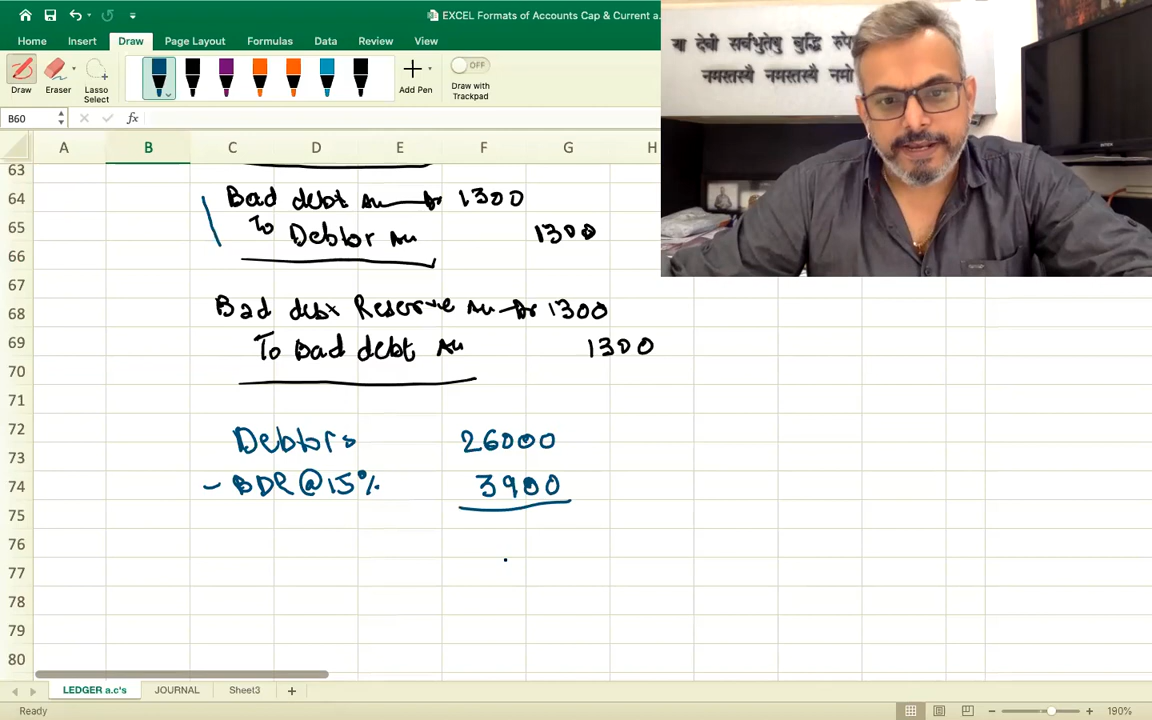 EXCEL Formats of Accounts Cap & Current a.
Home Insert Draw Page Layout Formulas Data Review View
Draw Eraser Lasso Select Add Pen OFF Draw with Trackpad
B60 fx
A B C D E F G H
63
64 Bad debt A/c Dr 1300
65 To Debtor A/c 1300
66
67
68 Bad debt Reserve A/c Dr 1300
69 To Bad debt A/c 1300
70
71
72 Debtors 26000
73
74 - BDR @ 15% 3900
75
76
77
78
79
80
LEDGER a.c's JOURNAL Sheet3 +
Ready 190%
या देवी सर्वभुतेषु बुद्धि रुपे
नमस्तस्यै नमस्तस्यै नमो